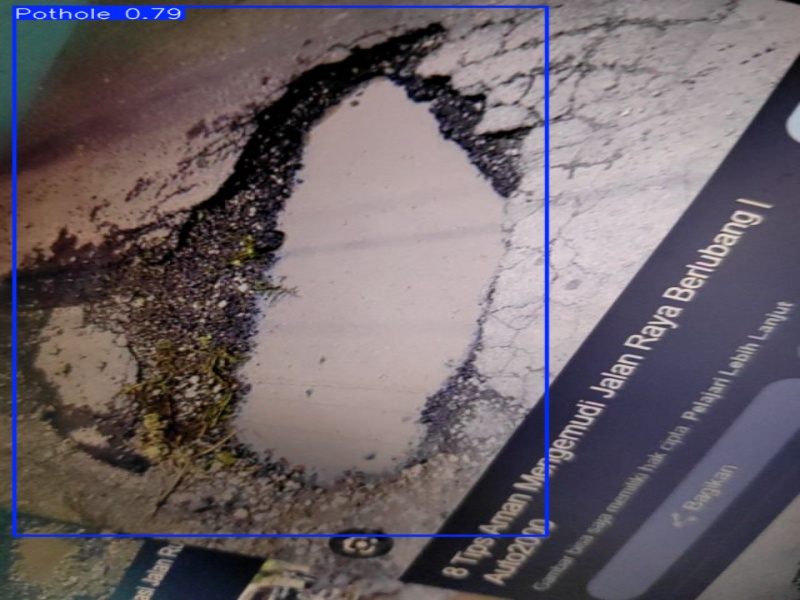 Pothole 0.79
8 Tips Aman Mengemudi Jalan Raya Berlubang |
Auto2000
Gambar bisa saja memiliki hak cipta. Pelajari Lebih Lanjut
Bagikan
Jalan